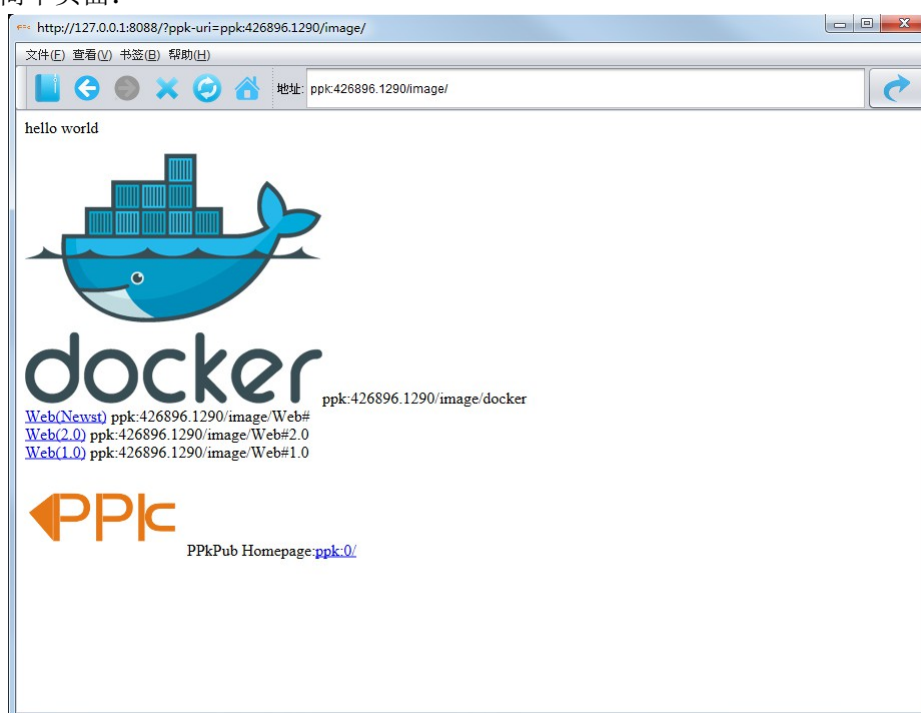 http://127.0.0.1:8088/?ppk-uri=ppk:426896.1290/image/
文件(F) 查看(V) 书签(B) 帮助(H)
地址: ppk:426896.1290/image/
hello world
docker ppk:426896.1290/image/docker
Web(Newst) ppk:426896.1290/image/Web#
Web(2.0) ppk:426896.1290/image/Web#2.0
Web(1.0) ppk:426896.1290/image/Web#1.0
PPk PPkPub Homepage:ppk:0/